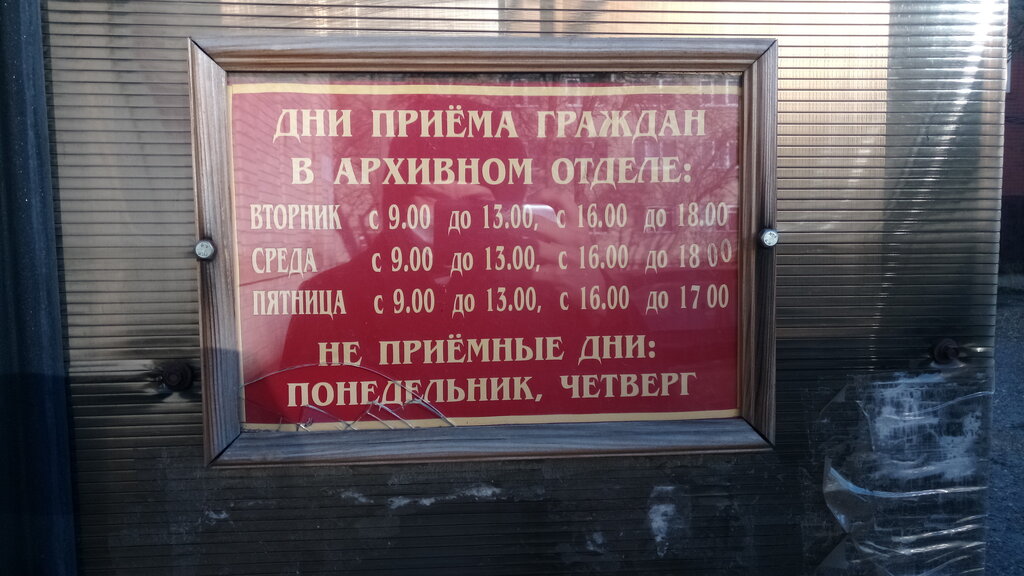 ДНИ ПРИЁМА ГРАЖДАН
В АРХИВНОМ ОТДЕЛЕ:
ВТОРНИК с 9.00 до 13.00, с 16.00 до 18.00
СРЕДА с 9.00 до 13.00, с 16.00 до 18 00
ПЯТНИЦА с 9.00 до 13.00, с 16.00 до 17 00
НЕ ПРИЁМНЫЕ ДНИ:
ПОНЕДЕЛЬНИК, ЧЕТВЕРГ